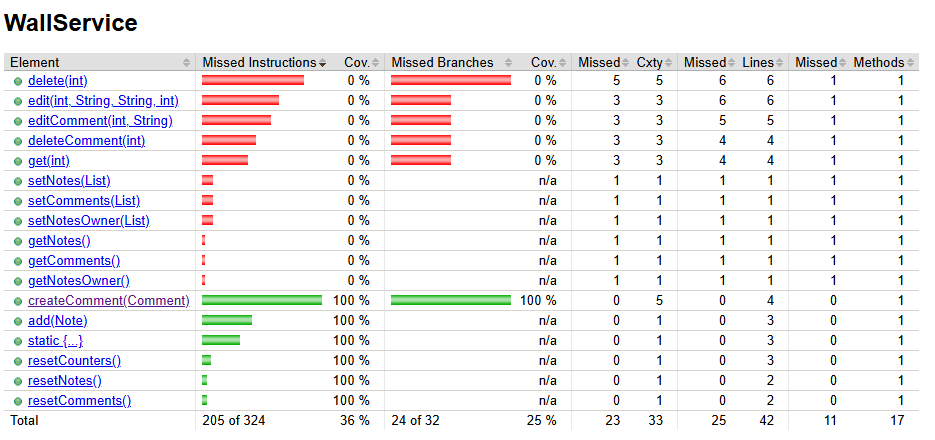 WallService
Element Missed Instructions Cov. Missed Branches Cov. Missed Cxty Missed Lines Missed Methods
delete(int) 0 % 0 % 5 5 6 6 1 1
edit(int, String, String, int) 0 % 0 % 3 3 6 6 1 1
editComment(int, String) 0 % 0 % 3 3 5 5 1 1
deleteComment(int) 0 % 0 % 3 3 4 4 1 1
get(int) 0 % 0 % 3 3 4 4 1 1
setNotes(List) 0 % n/a 1 1 1 1 1 1
setComments(List) 0 % n/a 1 1 1 1 1 1
setNotesOwner(List) 0 % n/a 1 1 1 1 1 1
getNotes() 0 % n/a 1 1 1 1 1 1
getComments() 0 % n/a 1 1 1 1 1 1
getNotesOwner() 0 % n/a 1 1 1 1 1 1
createComment(Comment) 100 % 100 % 0 5 0 4 0 1
add(Note) 100 % n/a 0 1 0 3 0 1
static {...} 100 % n/a 0 1 0 3 0 1
resetCounters() 100 % n/a 0 1 0 3 0 1
resetNotes() 100 % n/a 0 1 0 2 0 1
resetComments() 100 % n/a 0 1 0 2 0 1
Total 205 of 324 36 % 24 of 32 25 % 23 33 25 42 11 17